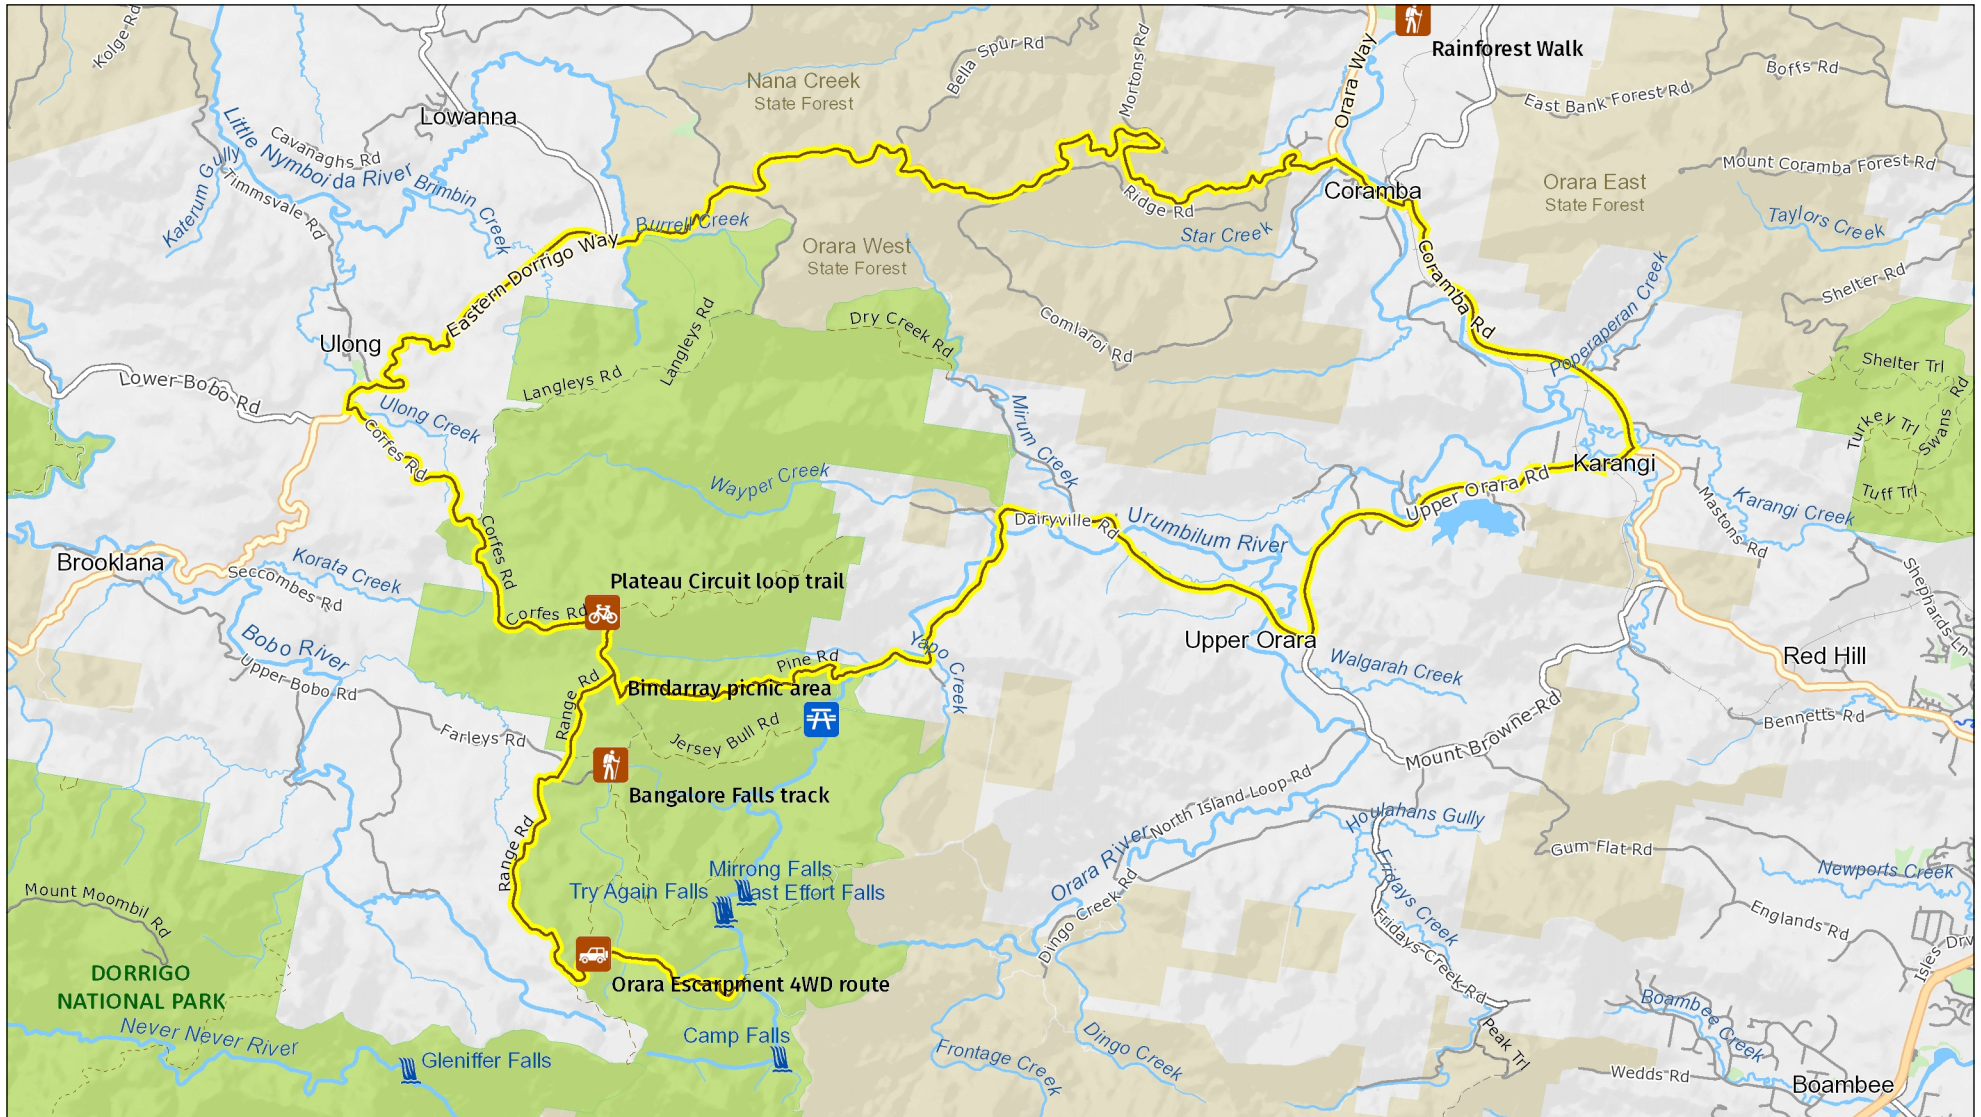 Kolge Rd
Rainforest Walk
Orara Way
Bella Spur Rd
Mortons Rd
Boffs Rd
Nana Creek
State Forest
East Bank Forest Rd
Lowanna
Cavanaghs Rd
Little Nymboida River
Katerum Gully
Timmsvale Rd
Brimbin Creek
Mount Coramba Forest Rd
Coramba
Orara East
State Forest
Ridge Rd
Burrell Creek
Star Creek
Taylors Creek
Orara West
State Forest
Eastern Dorrigo Way
Coramba Rd
Poperaperan Creek
Shelter Rd
Langleys Rd
Dry Creek Rd
Comlaroi Rd
Ulong
Lower Bobo Rd
Langleys Rd
Shelter Trl
Ulong Creek
Mirum Creek
Turkey Trl
Swans Rd
Corfes Rd
Wayper Creek
Karangi
Upper Orara Rd
Tuff Trl
Karangi Creek
Mastons Rd
Dairyville Rd
Urumbilum River
Corfes Rd
Brooklana
Korata Creek
Seccombes Rd
Plateau Circuit loop trail
Shephards Ln
Corfes Rd
Bobo River
Upper Orara
Yapo Creek
Walgarah Creek
Red Hill
Upper Bobo Rd
Pine Rd
Range Rd
Bindarray picnic area
Jersey Bull Rd
Farleys Rd
Mount Browne Rd
Bennetts Rd
Bangalore Falls track
North Island Loop Rd
Houlahans Gully
Range Rd
Orara River
Gum Flat Rd
Fridays Creek
Newports Creek
Mirrong Falls
Try Again Falls
Last Effort Falls
Mount Moombil Rd
Dingo Creek Rd
Fridays Creek Rd
Englands Rd
Isles Drv
DORRIGO
NATIONAL PARK
Orara Escarpment 4WD route
Never Never River
Camp Falls
Gleniffer Falls
Frontage Creek
Dingo Creek
Peak Trl
Boambee Creek
Wedds Rd
Boambee